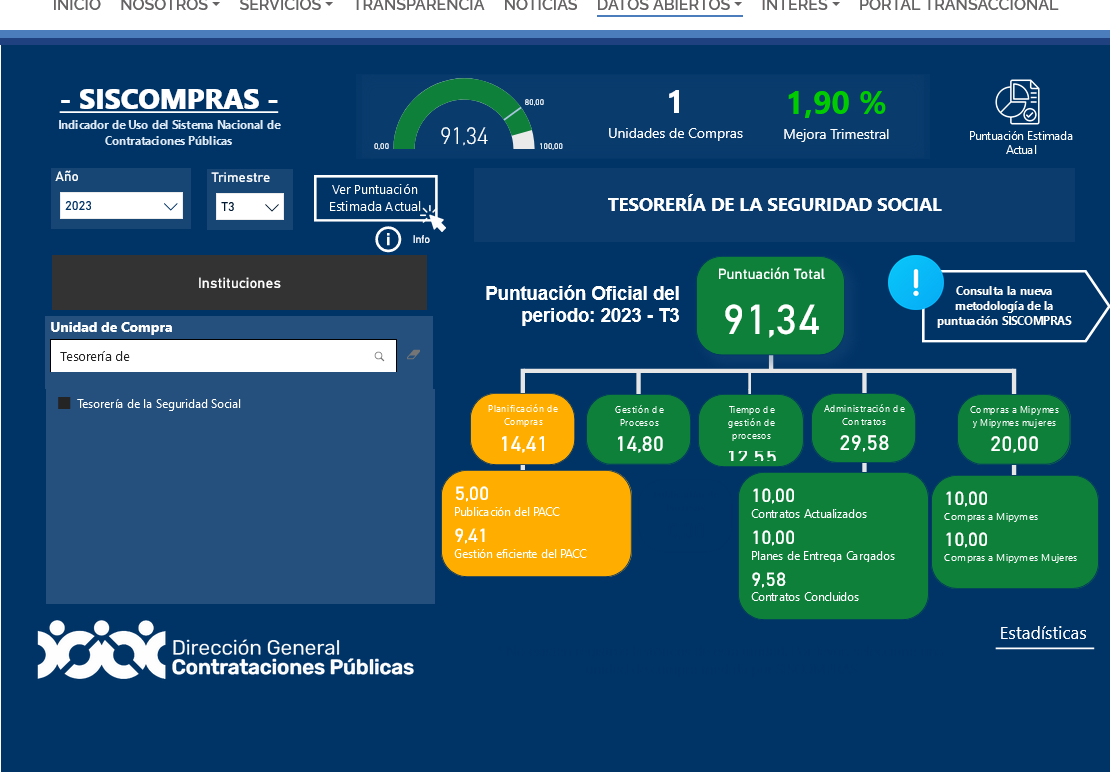 INICIO NOSOTROS SERVICIOS TRANSPARENCIA NOTICIAS DATOS ABIERTOS INTERÉS PORTAL TRANSACCIONAL
- SISCOMPRAS -
Indicador de Uso del Sistema Nacional de
Contrataciones Públicas
0,00
91,34
80,00
100,00
1
Unidades de Compras
1,90 %
Mejora Trimestral
Puntuación Estimada
Actual
Año
2023
Trimestre
T3
Ver Puntuación
Estimada Actual
Info
TESORERÍA DE LA SEGURIDAD SOCIAL
Instituciones
Unidad de Compra
Tesorería de
Tesorería de la Seguridad Social
Puntuación Oficial del
periodo: 2023 - T3
Puntuación Total
91,34
!
Consulta la nueva
metodología de la
puntuación SISCOMPRAS
Planificación de
Compras
14,41
Gestión de
Procesos
14,80
Tiempo de
gestión de
procesos
12,55
Administración de
Contratos
29,58
Compras a Mipymes
y Mipymes mujeres
20,00
5,00
Publicación del PACC
9,41
Gestión eficiente del PACC
10,00
Contratos Actualizados
10,00
Planes de Entrega Cargados
9,58
Contratos Concluidos
10,00
Compras a Mipymes
10,00
Compras a Mipymes Mujeres
Dirección General
Contrataciones Públicas
Estadísticas